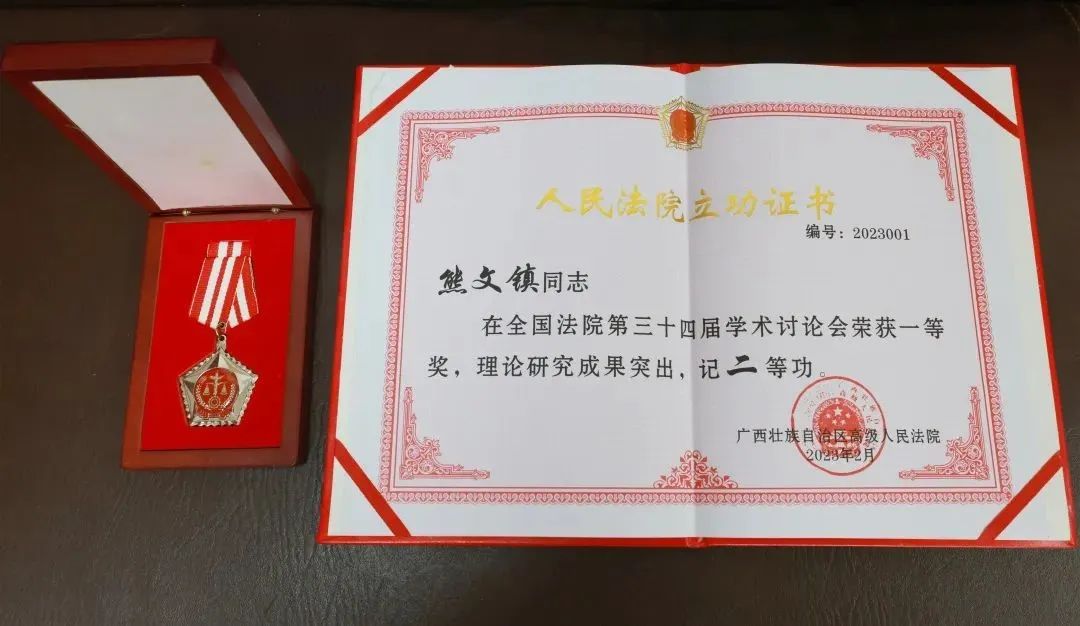 人民法院立功证书
编号：2023001
熊文镇同志
在全国法院第三十四届学术讨论会荣获一等
奖，理论研究成果突出，记二等功。
广西壮族自治区高级人民法院
2023年2月